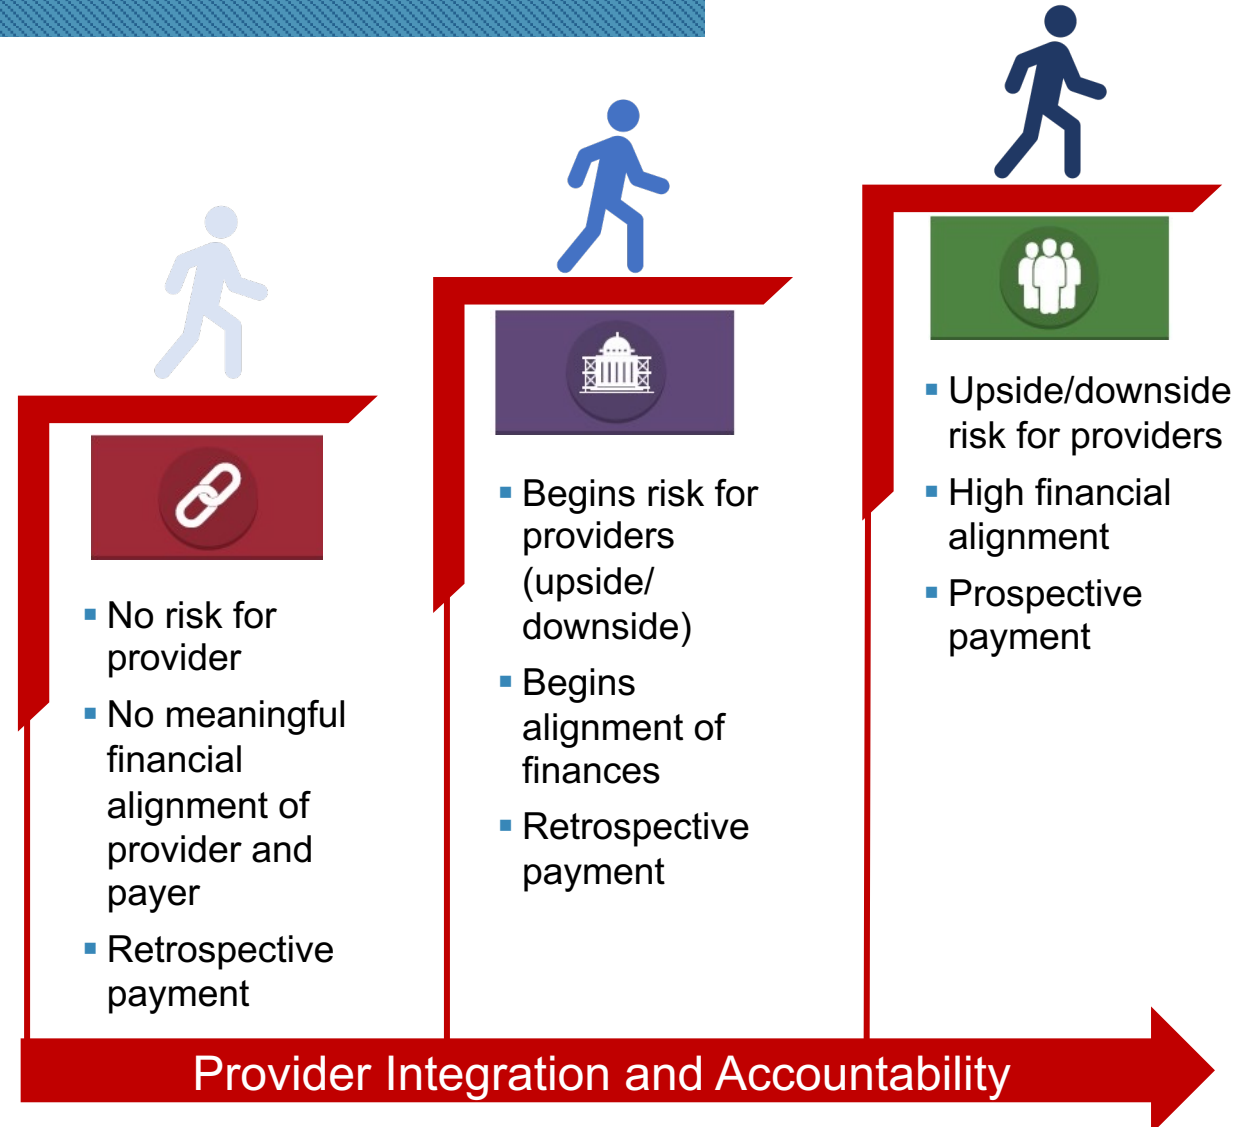 No risk for
provider
No meaningful
financial
alignment of
provider and
payer
Retrospective
payment
Begins risk for
providers
(upside/
downside)
Begins
alignment of
finances
Retrospective
payment
Upside/downside
risk for providers
High financial
alignment
Prospective
payment
Provider Integration and Accountability